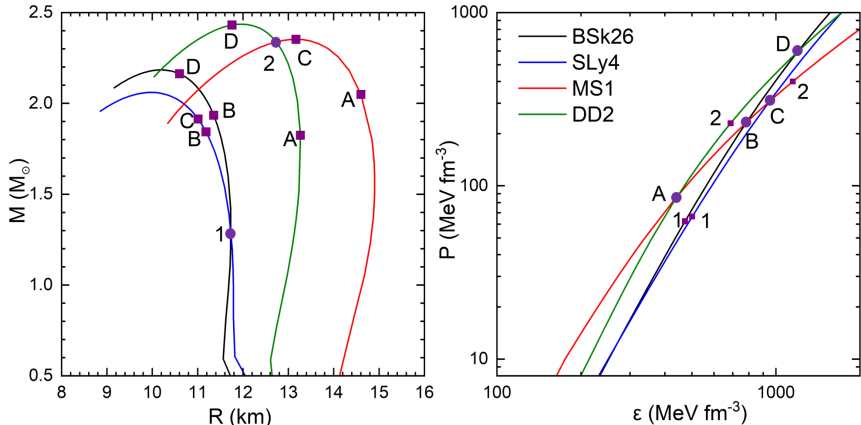 2.5
2.0
1.5
1.0
0.5
M (M☉)
8 9 10 11 12 13 14 15 16
R (km)
D
2
C
D
A
B
C
B
A
1
1000
100
10
P (MeV fm⁻³)
BSk26
SLy4
MS1
DD2
D
2
2
C
B
A
1 1
100 1000
ε (MeV fm⁻³)